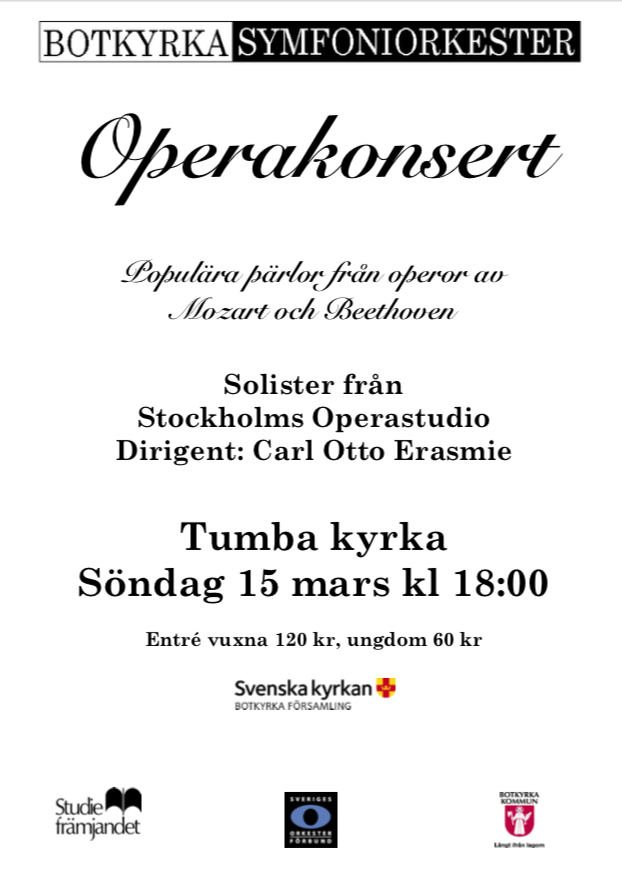 BOTKYRKA SYMFONIORKESTER
Operakonsert
Populära pärlor från operor av
Mozart och Beethoven
Solister från
Stockholms Operastudio
Dirigent: Carl Otto Erasmie
Tumba kyrka
Söndag 15 mars kl 18:00
Entré vuxna 120 kr, ungdom 60 kr
Svenska kyrkan
BOTKYRKA FÖRSAMLING
Studie
främjandet
SVERIGES
ORKESTER
FÖRBUND
BOTKYRKA
KOMMUN
Långt ifrån lagom